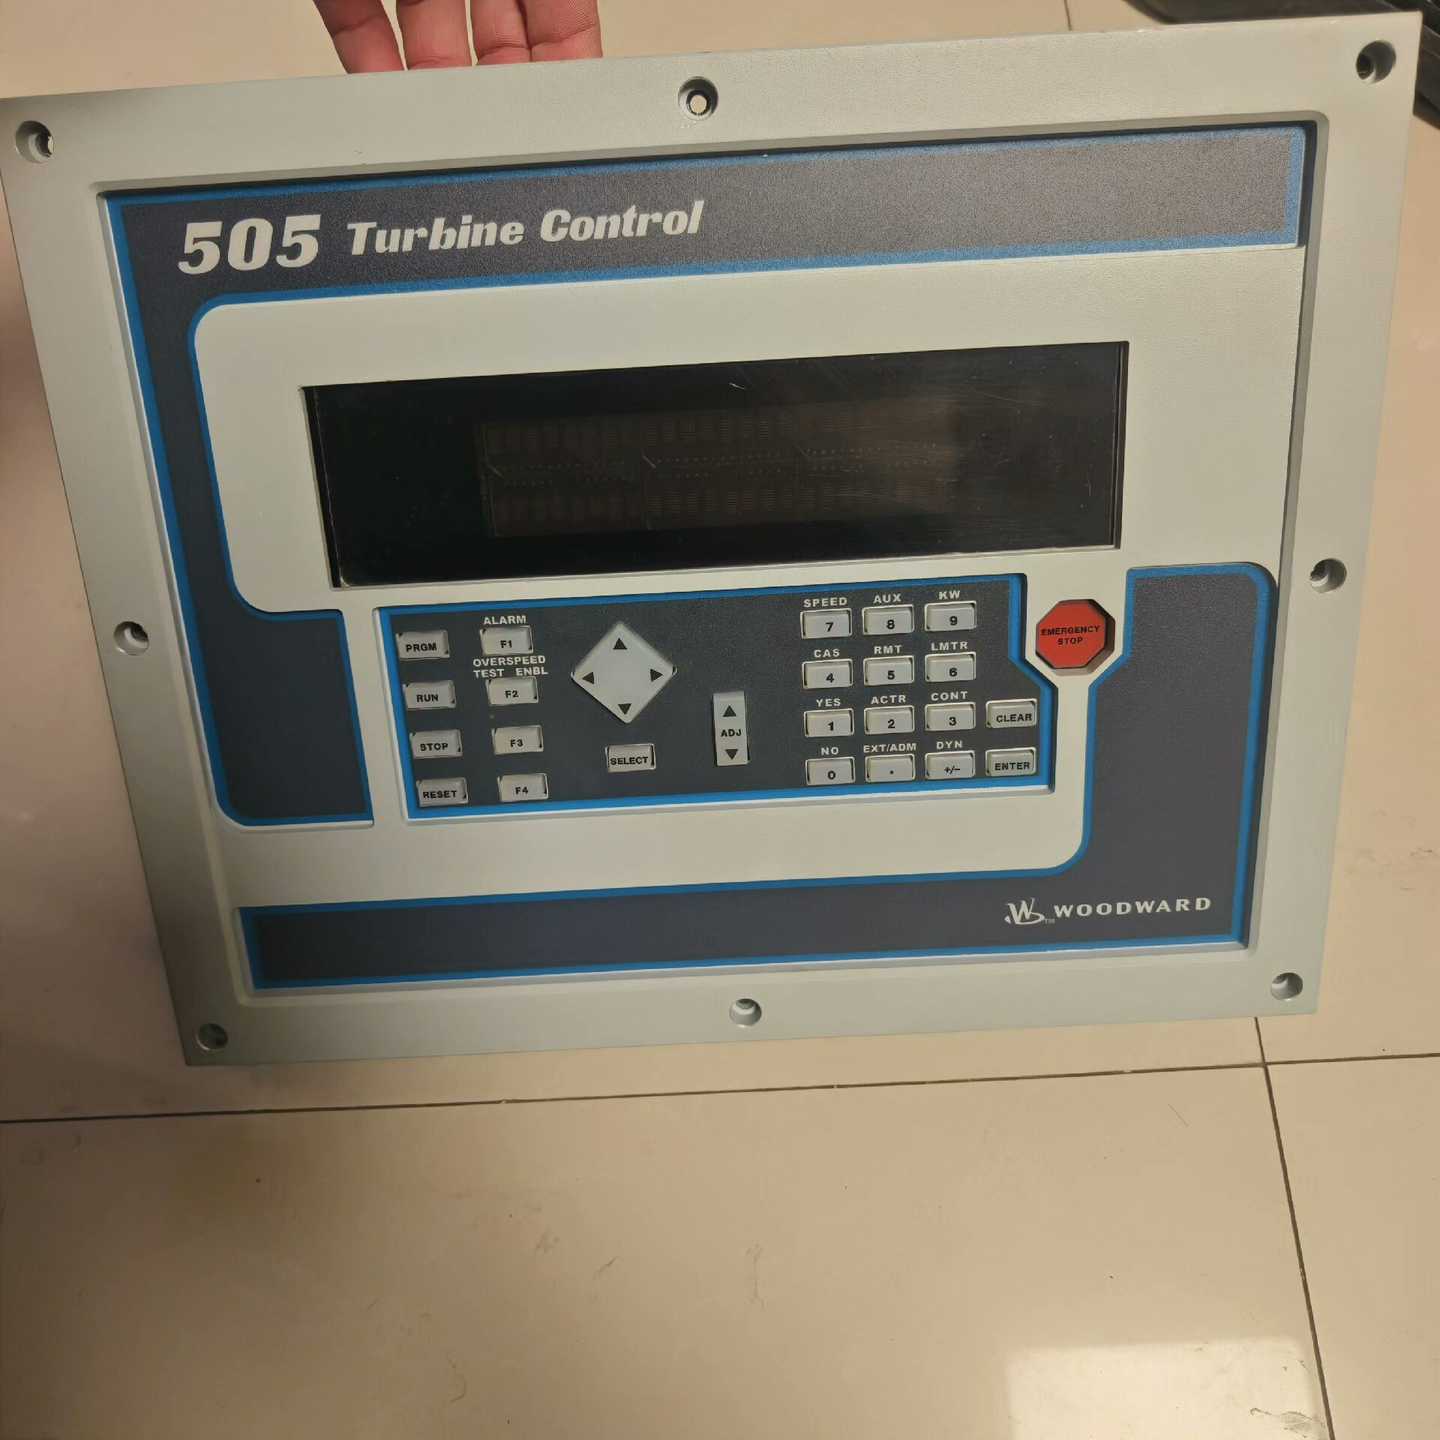 505 Turbine Control
SPEED AUX KW
7 8 9
ALARM
PRGM F1
EMERGENCY
STOP
OVERSPEED
TEST ENBL
CAS RMT LMTR
4 5 6
RUN F2
YES ACTR CONT
1 2 3 CLEAR
STOP F3 ADJ
SELECT
NO EXT/ADM DYN
0 . +/- ENTER
RESET F4
W WOODWARD
TM